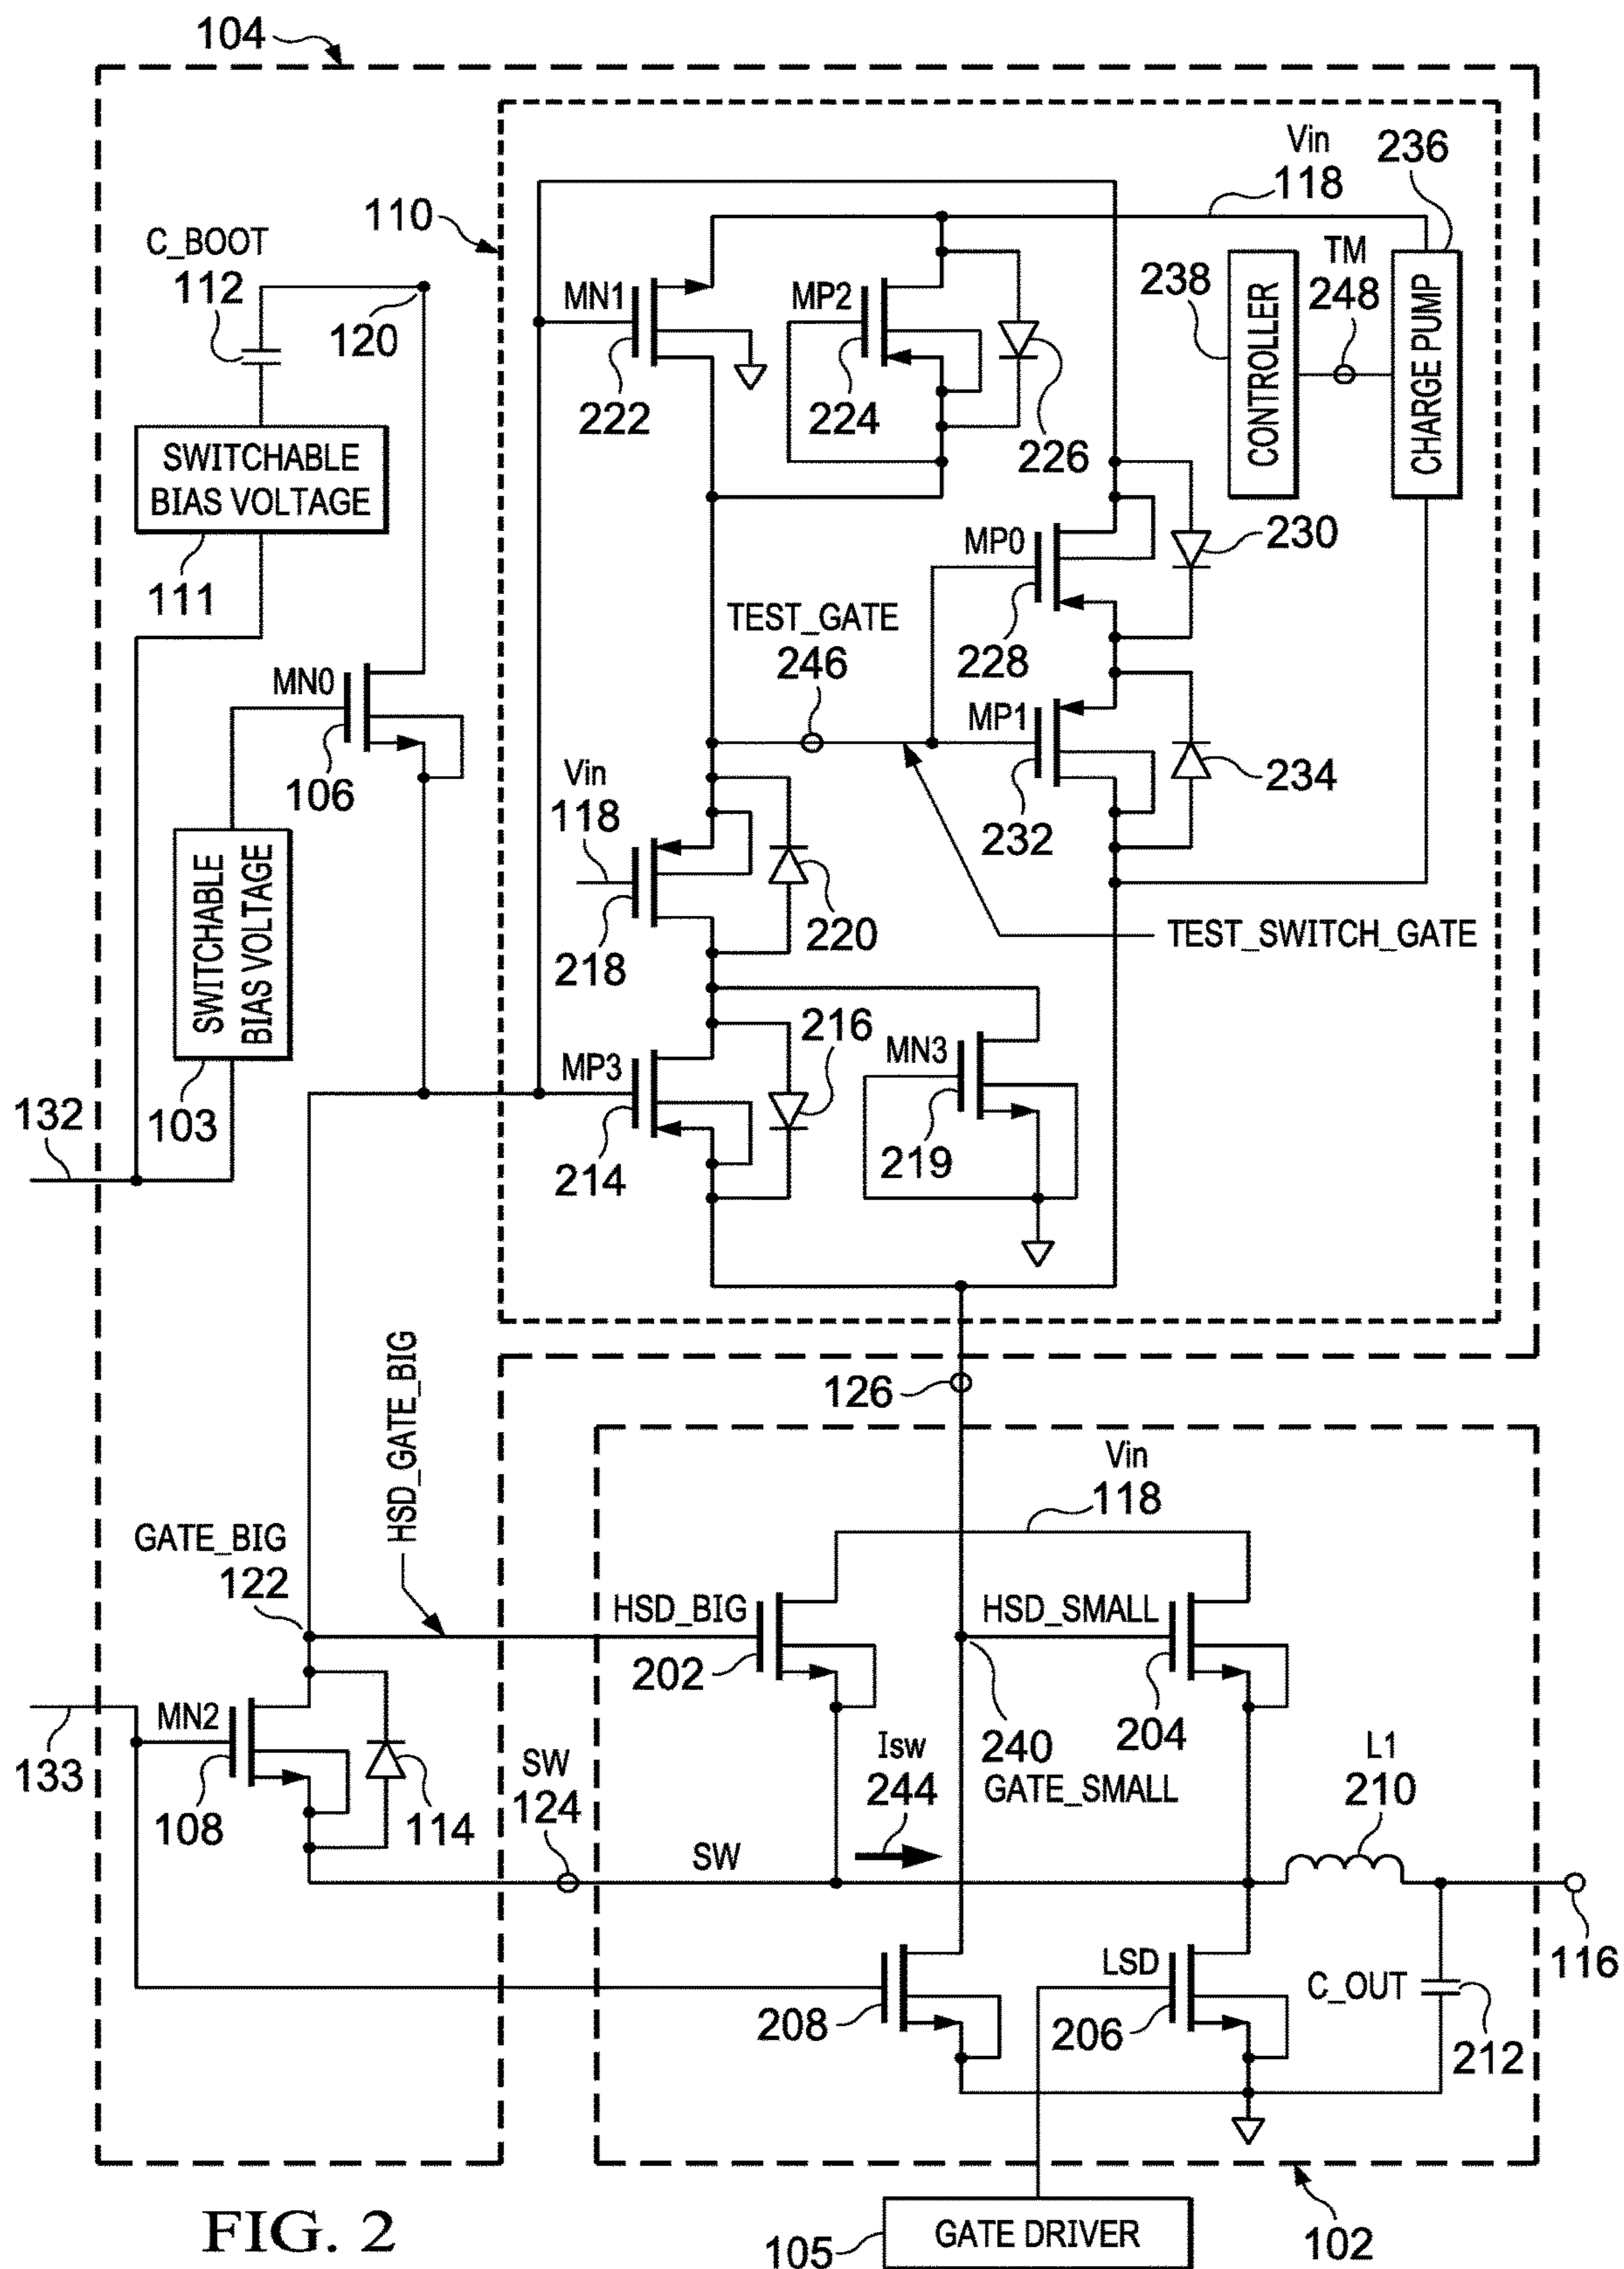 104
110
Vin
118
236
C_BOOT
112
120
MN1
222
MP2
224
226
238
CONTROLLER
TM
248
CHARGE PUMP
SWITCHABLE
BIAS VOLTAGE
111
MP0
228
230
TEST_GATE
246
MN0
106
MP1
232
234
Vin
118
218
220
TEST_SWITCH_GATE
SWITCHABLE
BIAS VOLTAGE
103
132
MP3
214
216
MN3
219
126
HSD_GATE_BIG
Vin
118
GATE_BIG
122
HSD_BIG
202
HSD_SMALL
204
240
GATE_SMALL
133
MN2
108
114
SW
124
SW
Isw
244
L1
210
116
208
LSD
206
C_OUT
212
FIG. 2
105
GATE DRIVER
102